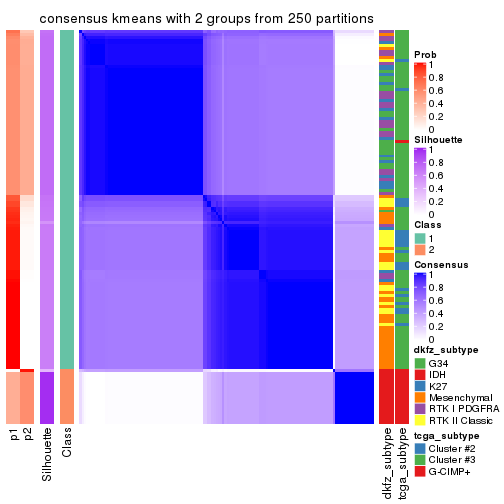 consensus kmeans with 2 groups from 250 partitions
Prob
1
0.8
0.6
0.4
0.2
0
Silhouette
1
0.8
0.6
0.4
0.2
0
Class
1
2
Consensus
1
0.8
0.6
0.4
0.2
0
dkfz_subtype
G34
IDH
K27
Mesenchymal
RTK I PDGFRA
RTK II Classic
tcga_subtype
Cluster #2
Cluster #3
G-CIMP+
p1
p2
Silhouette
Class
dkfz_subtype
tcga_subtype